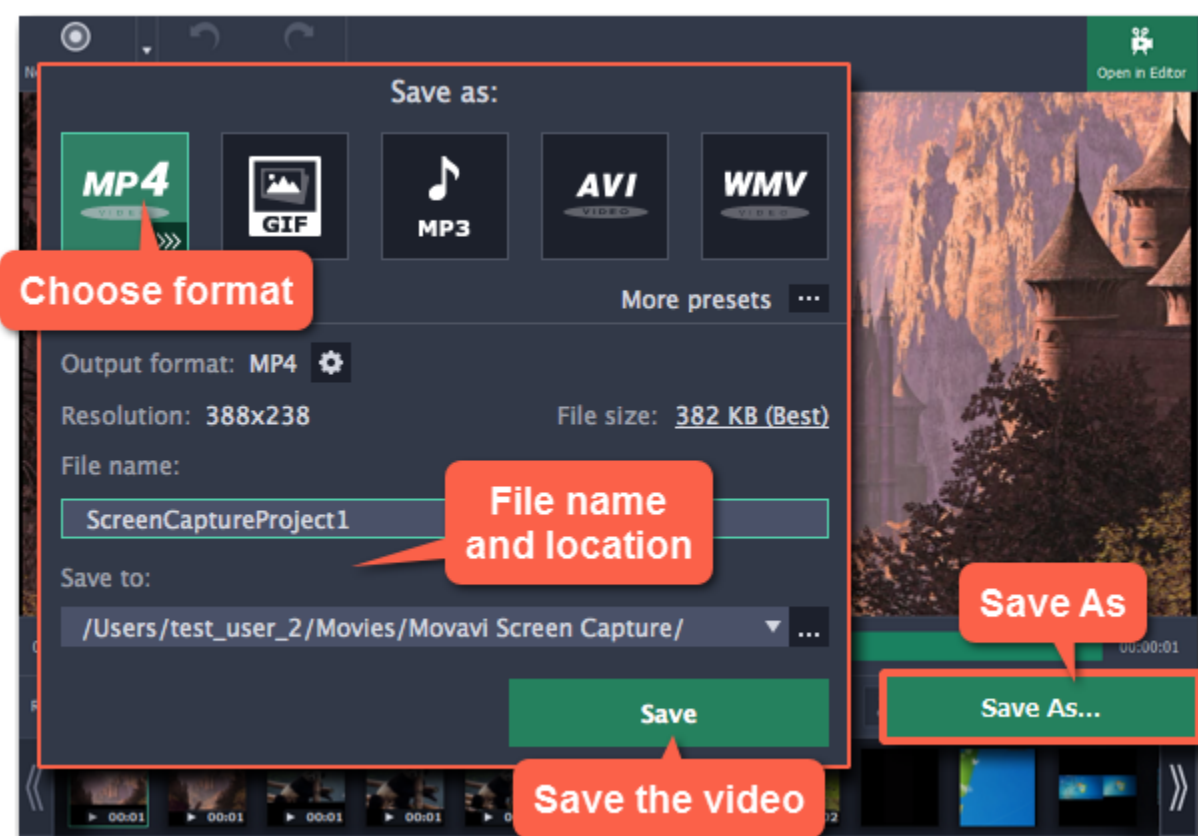 Open in Editor
Save as:
MP4
VIDEO
GIF
MP3
AVI
VIDEO
WMV
VIDEO
Choose format
More presets ...
Output format: MP4
Resolution: 388x238
File size: 382 KB (Best)
File name:
ScreenCaptureProject1
File name
and location
Save to:
/Users/test_user_2/Movies/Movavi Screen Capture/ ...
Save As
00:00:01
Save
Save As...
Save the video
00:01
00:01
00:01
00:01